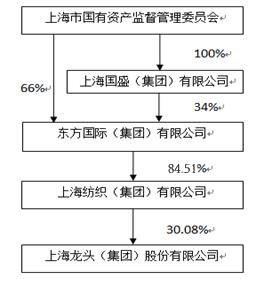 上海市国有资产监督管理委员会
100%
上海国盛（集团）有限公司
66%
34%
东方国际（集团）有限公司
84.51%
上海纺织（集团）有限公司
30.08%
上海龙头（集团）股份有限公司